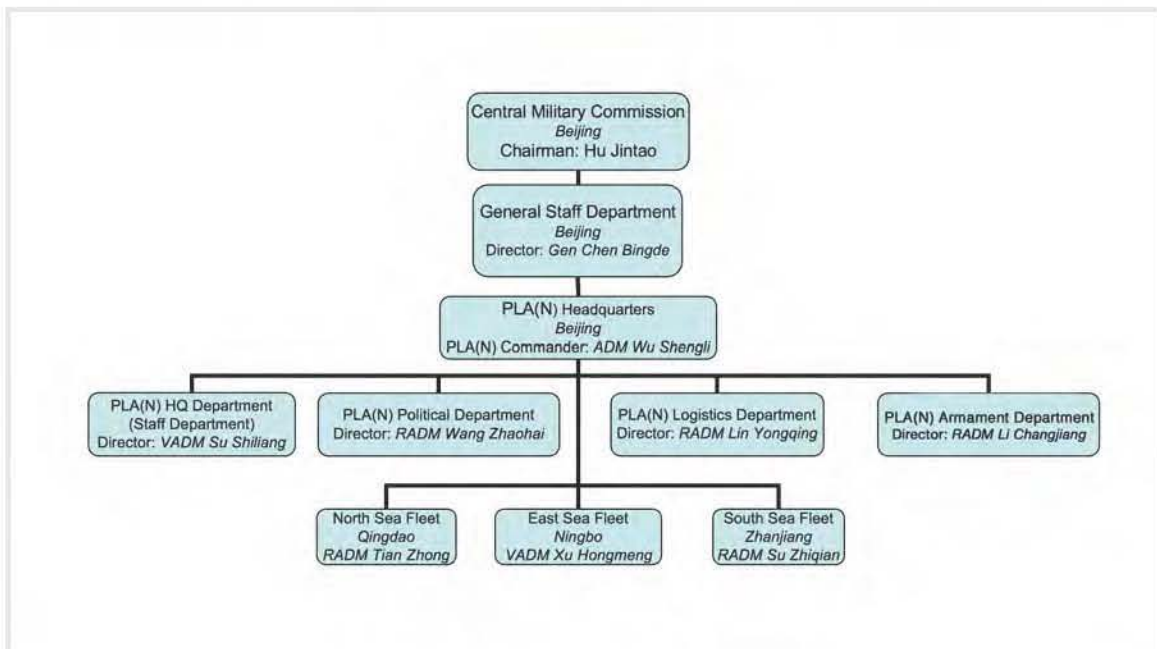 Central Military Commission
Beijing
Chairman: Hu Jintao
General Staff Department
Beijing
Director: Gen Chen Bingde
PLA(N) Headquarters
Beijing
PLA(N) Commander: ADM Wu Shengli
PLA(N) HQ Department
(Staff Department)
Director: VADM Su Shiliang
PLA(N) Political Department
Director: RADM Wang Zhaohai
PLA(N) Logistics Department
Director: RADM Lin Yongqing
PLA(N) Armament Department
Director: RADM Li Changjiang
North Sea Fleet
Qingdao
RADM Tian Zhong
East Sea Fleet
Ningbo
VADM Xu Hongmeng
South Sea Fleet
Zhanjiang
RADM Su Zhiqian